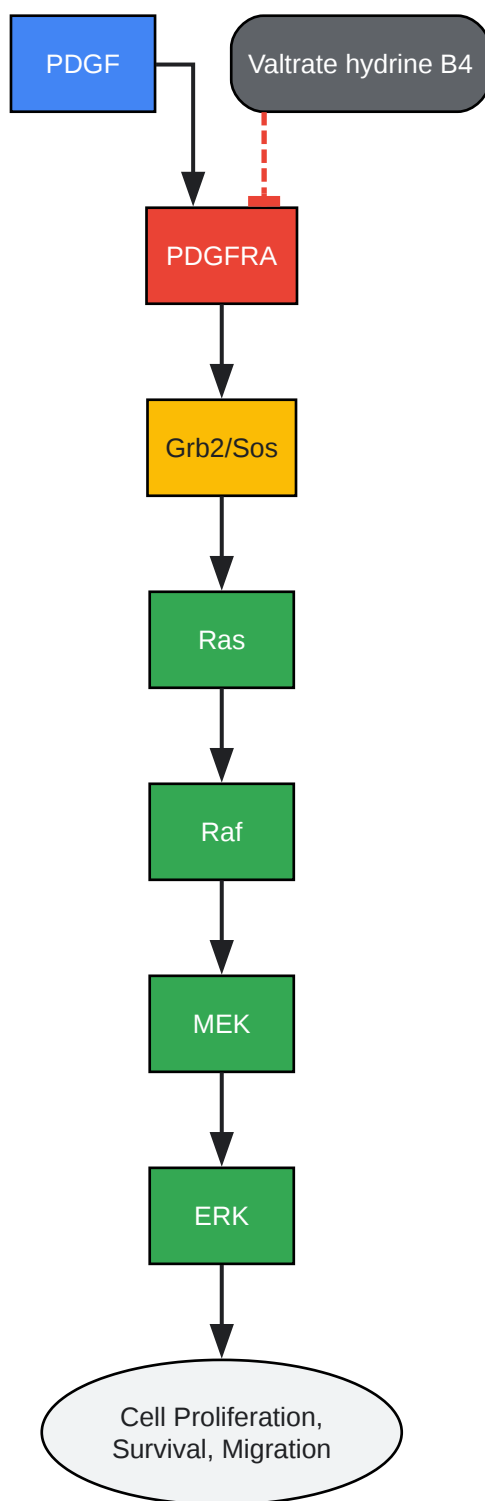 PDGF
Valtrate hydrine B4
PDGFRA
Grb2/Sos
Ras
Raf
MEK
ERK
Cell Proliferation,
Survival, Migration